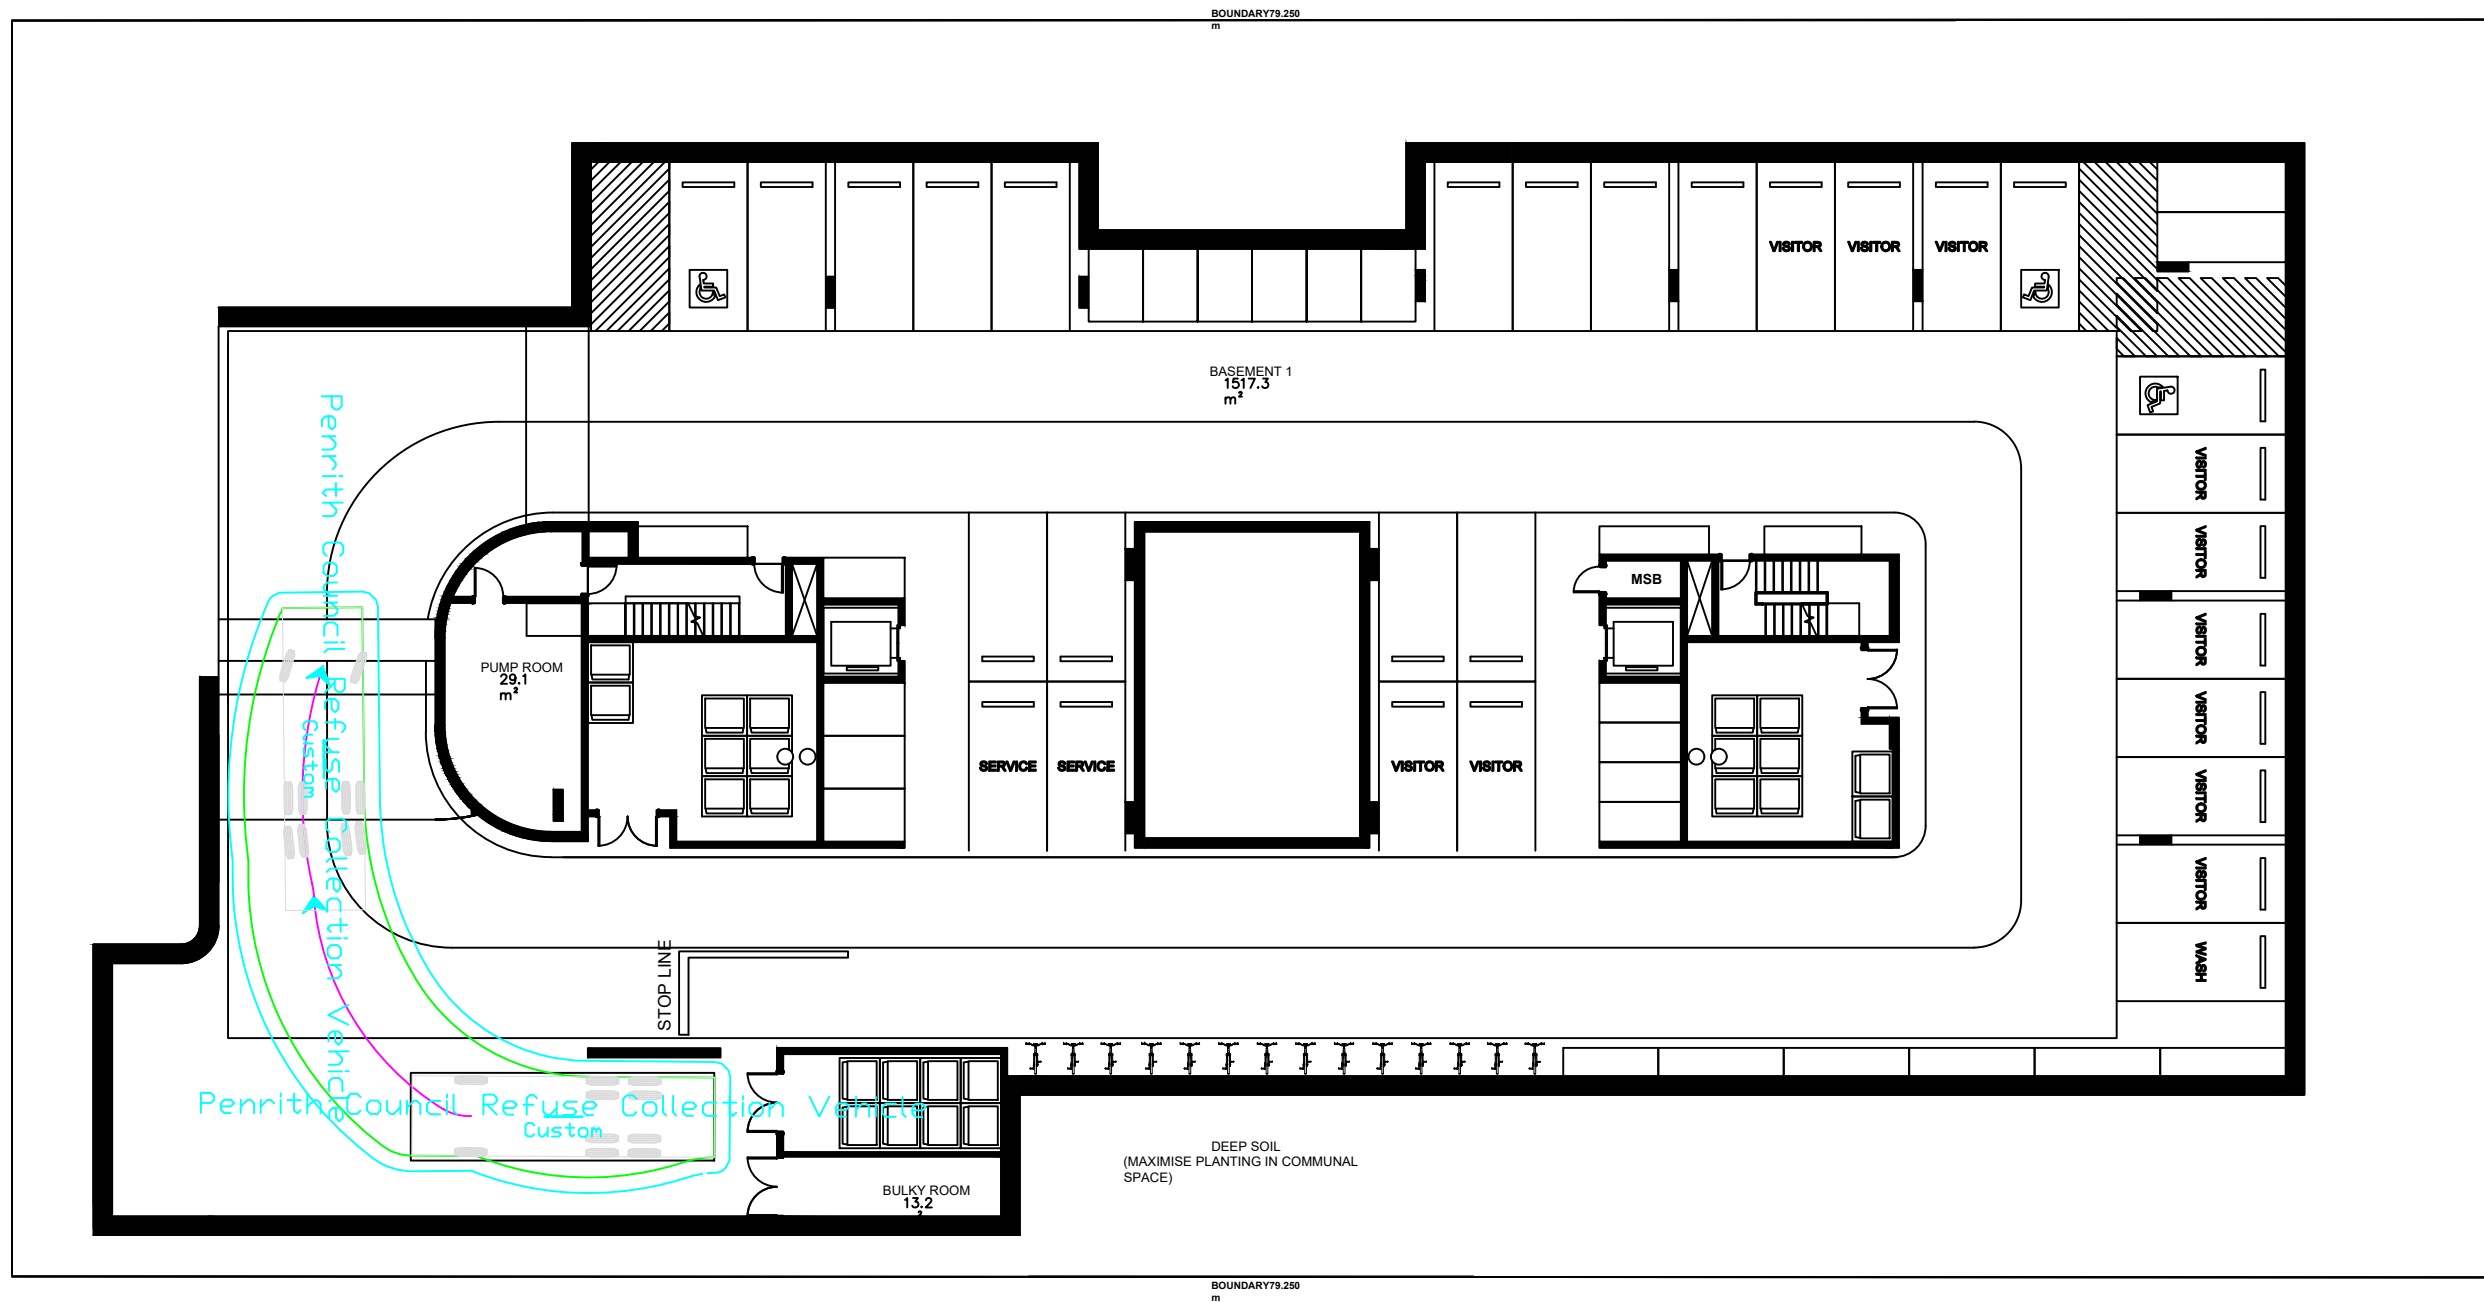 BOUNDARY79.250
m
VISITOR
VISITOR
VISITOR
BASEMENT 1
1517.3
m²
Penrith Council Refuse Collection Vehicle
Custom
VISITOR
VISITOR
VISITOR
VISITOR
VISITOR
VISITOR
WASH
MSB
PUMP ROOM
29.1
m²
SERVICE
SERVICE
VISITOR
VISITOR
STOP LINE
Penrith Council Refuse Collection Vehicle
Custom
BULKY ROOM
13.2
²
DEEP SOIL
(MAXIMISE PLANTING IN COMMUNAL
SPACE)
BOUNDARY79.250
m